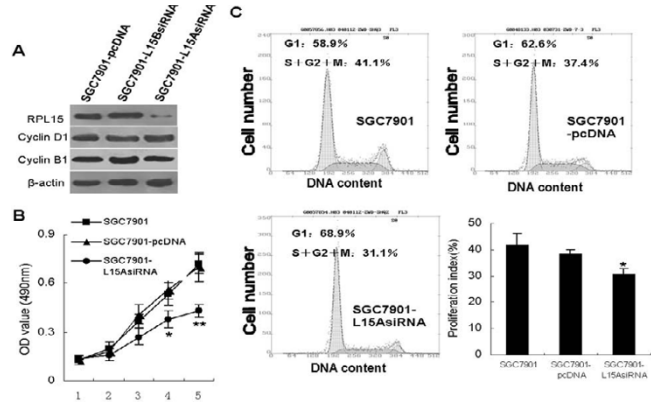 A
SGC7901-pcDNA
SGC7901-L15BsiRNA
SGC7901-L15AsiRNA
RPL15
Cyclin D1
Cyclin B1
β-actin
B
SGC7901
SGC7901-pcDNA
SGC7901-
L15AsiRNA
OD value (490nm)
0.9
0.6
0.3
0.0
1 2 3 4 5
*
**
C
G1: 58.9%
S+G2+M: 41.1%
SGC7901
Cell number
DNA content
G1: 62.6%
S+G2+M: 37.4%
SGC7901
-pcDNA
Cell number
DNA content
G1: 68.9%
S+G2+M: 31.1%
SGC7901-
L15AsiRNA
Cell number
DNA content
Proliferation index(%)
50
40
30
20
10
0
*
SGC7901
SGC7901-
pcDNA
SGC7901-
L15AsiRNA